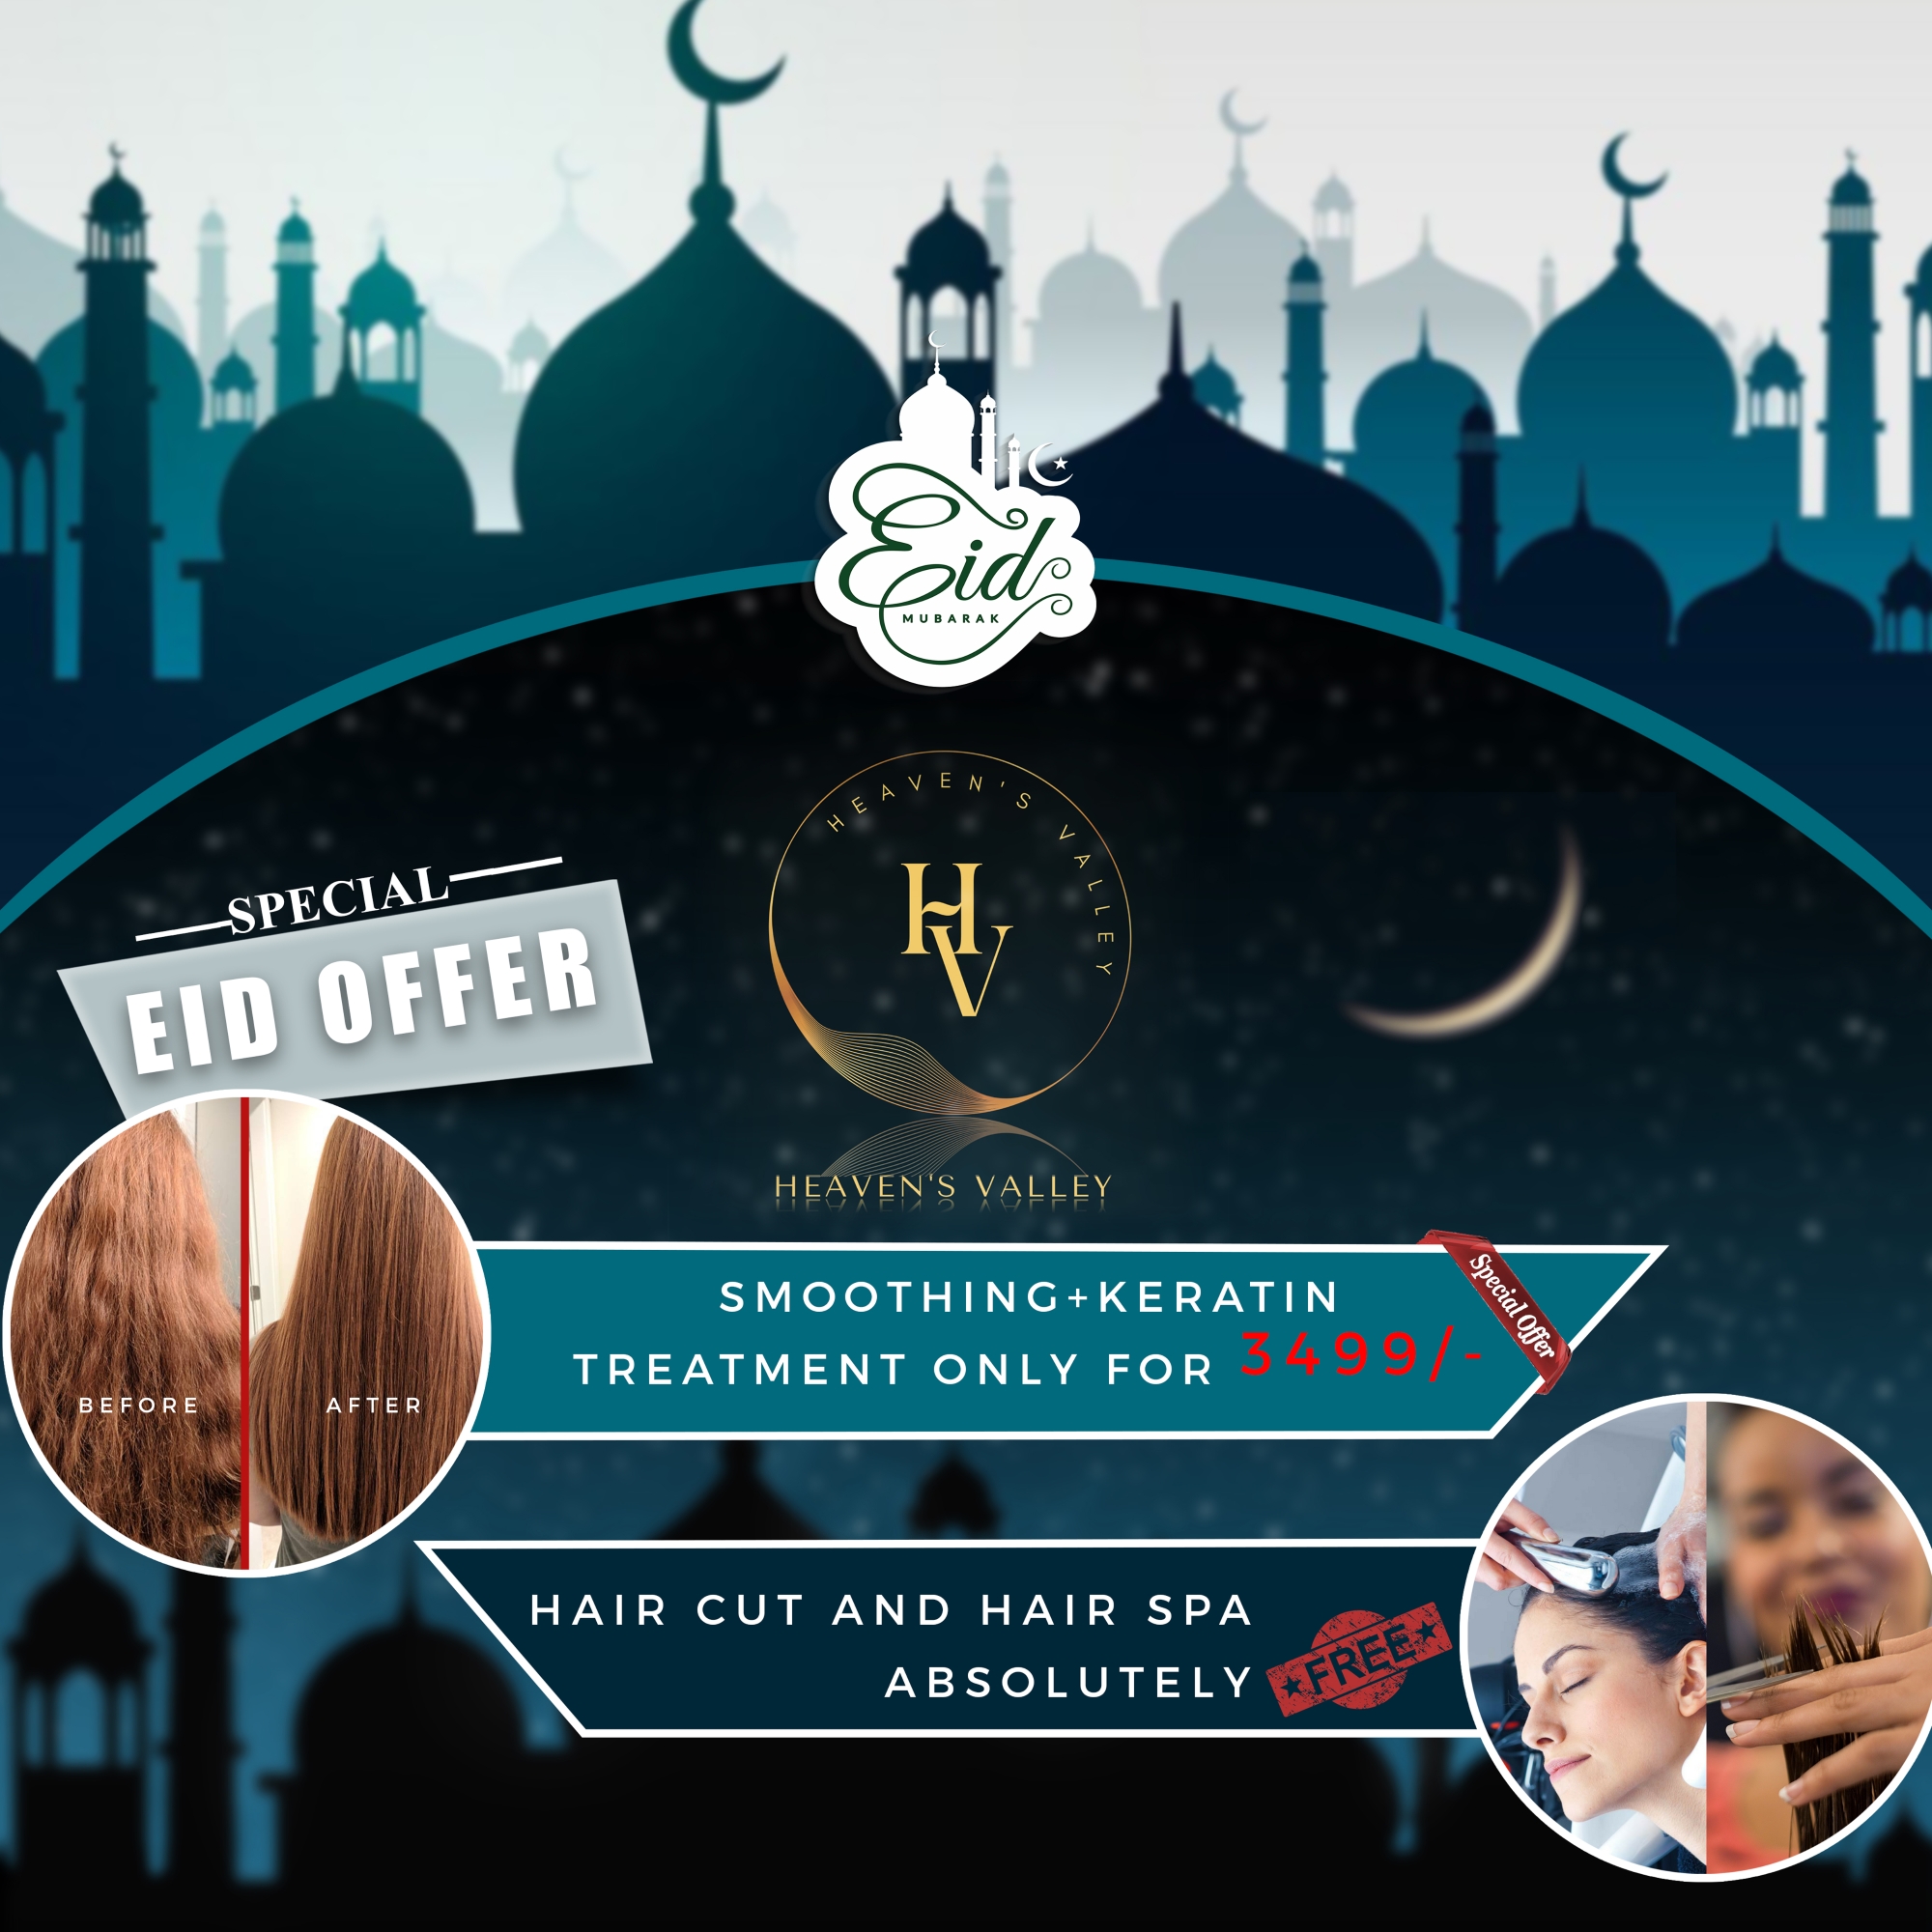 Eid
MUBARAK
HEAVEN'S VALLEY
HV
HEAVEN'S VALLEY
SPECIAL
EID OFFER
BEFORE
AFTER
SMOOTHING+KERATIN
TREATMENT ONLY FOR 3499/-
Special Offer
HAIR CUT AND HAIR SPA
ABSOLUTELY
FREE